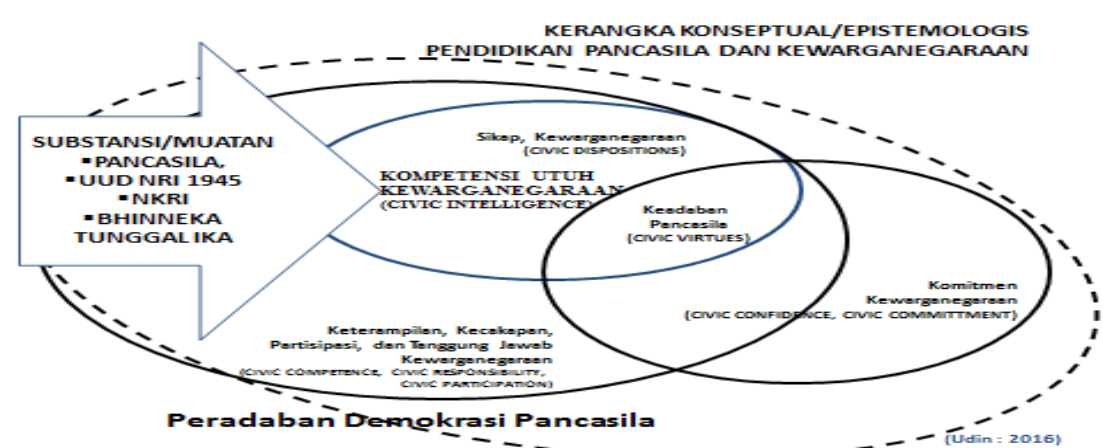 KERANGKA KONSEPTUAL/EPISTEMOLOGIS
PENDIDIKAN PANCASILA DAN KEWARGANEGARAAN
SUBSTANSI/MUATAN
▪PANCASILA,
▪UUD NRI 1945
▪NKRI
▪BHINNEKA
TUNGGAL IKA
Sikap, Kewarganegaraan
(CIVIC DISPOSITIONS)
KOMPETENSI UTUH
KEWARGANEGARAAN
(CIVIC INTELLIGENCE)
Keadaban
Pancasila
(CIVIC VIRTUES)
Komitmen
Kewarganegaraan
(CIVIC CONFIDENCE, CIVIC COMMITTMENT)
Keterampilan, Kecakapan,
Partisipasi, dan Tanggung Jawab
Kewarganegaraan
(CIVIC COMPETENCE, CIVIC RESPONSIBILITY,
CIVIC PARTICIPATION)
Peradaban Demokrasi Pancasila
(Udin : 2016)